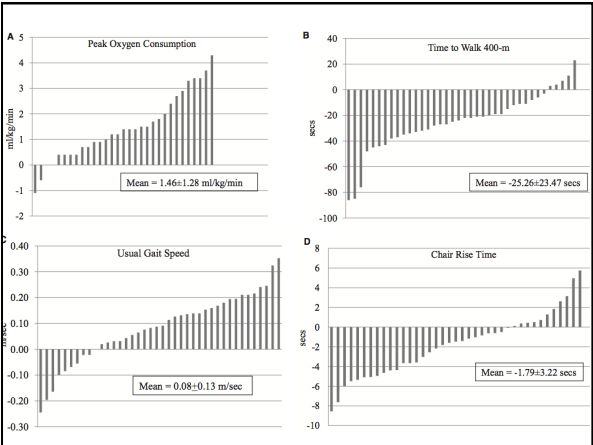 A
Peak Oxygen Consumption
5
4
3
2
1
0
-1
-2
ml/kg/min
Mean = 1.46±1.28 ml/kg/min
B
Time to Walk 400-m
40
20
0
-20
-40
-60
-80
-100
secs
Mean = -25.26±23.47 secs
C
Usual Gait Speed
0.40
0.30
0.20
0.10
0.00
-0.10
-0.20
-0.30
m/sec
Mean = 0.08±0.13 m/sec
D
Chair Rise Time
8
6
4
2
0
-2
-4
-6
-8
-10
secs
Mean = -1.79±3.22 secs